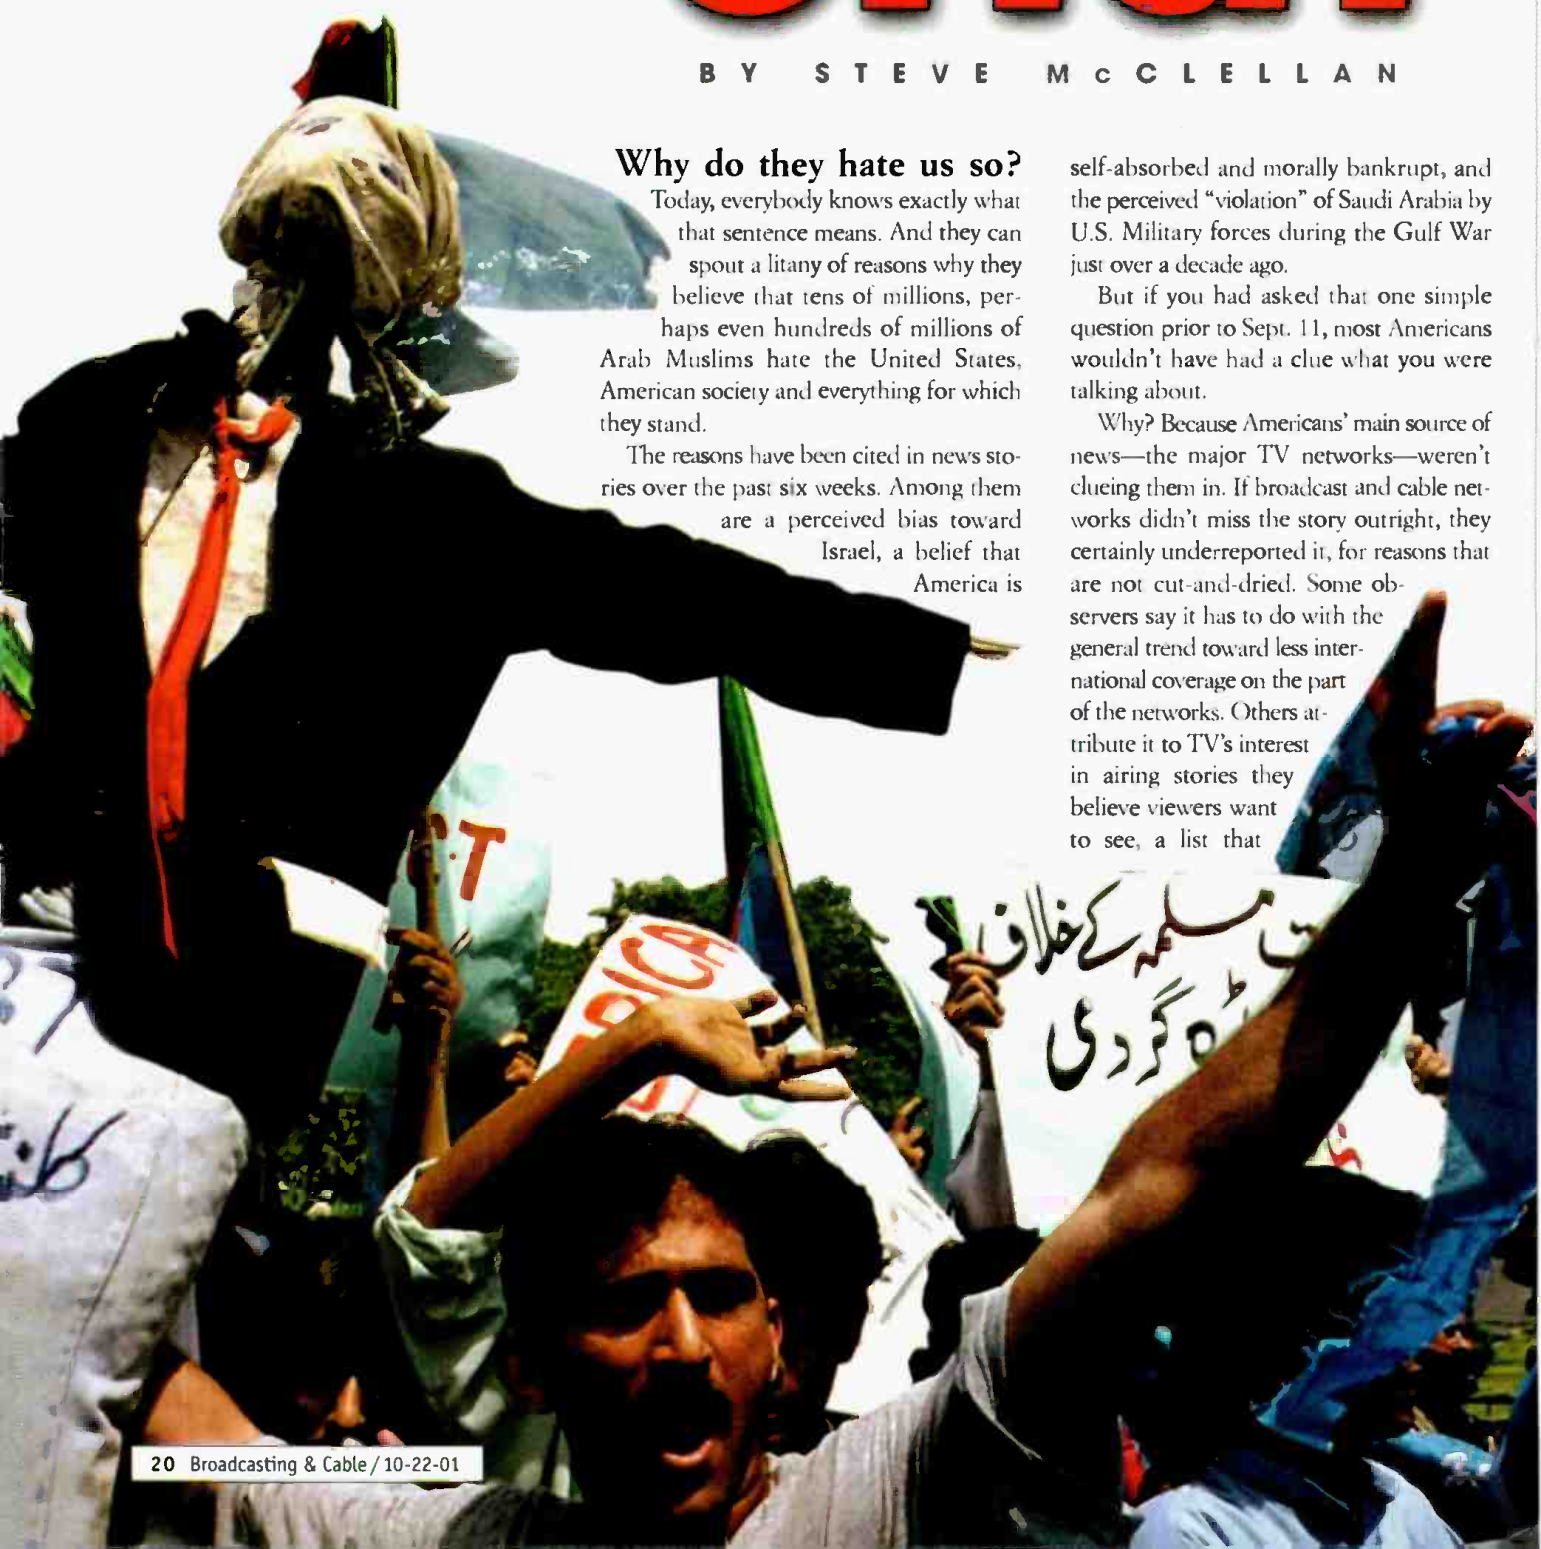 BY STEVE McCLELLAN
Why do they hate us so?
Today, everybody knows exactly what
that sentence means. And they can
spout a litany of reasons why they
believe that tens of millions, per-
haps even hundreds of millions of
Arab Muslims hate the United States,
American society and everything for which
they stand.
The reasons have been cited in news sto-
ries over the past six weeks. Among them
are a perceived bias toward
Israel, a belief that
America is
self-absorbed and morally bankrupt, and
the perceived “violation” of Saudi Arabia by
U.S. Military forces during the Gulf War
just over a decade ago.
But if you had asked that one simple
question prior to Sept. 11, most Americans
wouldn’t have had a clue what you were
talking about.
Why? Because Americans’ main source of
news—the major TV networks—weren’t
clueing them in. If broadcast and cable net-
works didn’t miss the story outright, they
certainly underreported it, for reasons that
are not cut-and-dried. Some ob-
servers say it has to do with the
general trend toward less inter-
national coverage on the part
of the networks. Others at-
tribute it to TV’s interest
in airing stories they
believe viewers want
to see, a list that
مسلمہ کے خلاف
گردی
20 Broadcasting & Cable / 10-22-01